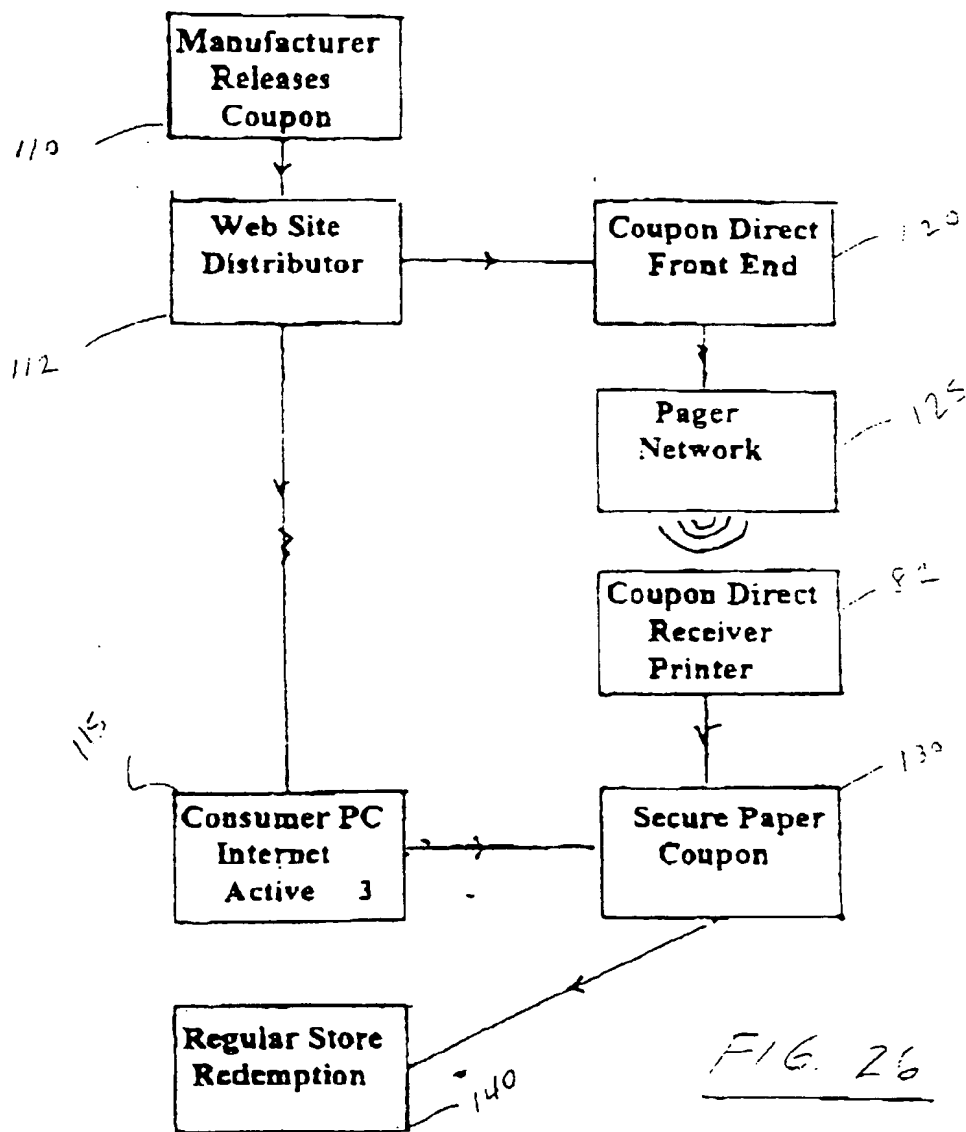 Manufacturer
Releases
Coupon
110
Web Site
Distributor
112
Coupon Direct
Front End
120
Pager
Network
125
Coupon Direct
Receiver
Printer
82
115
Consumer PC
Internet
Active 3
Secure Paper
Coupon
130
Regular Store
Redemption
140
FIG. 26